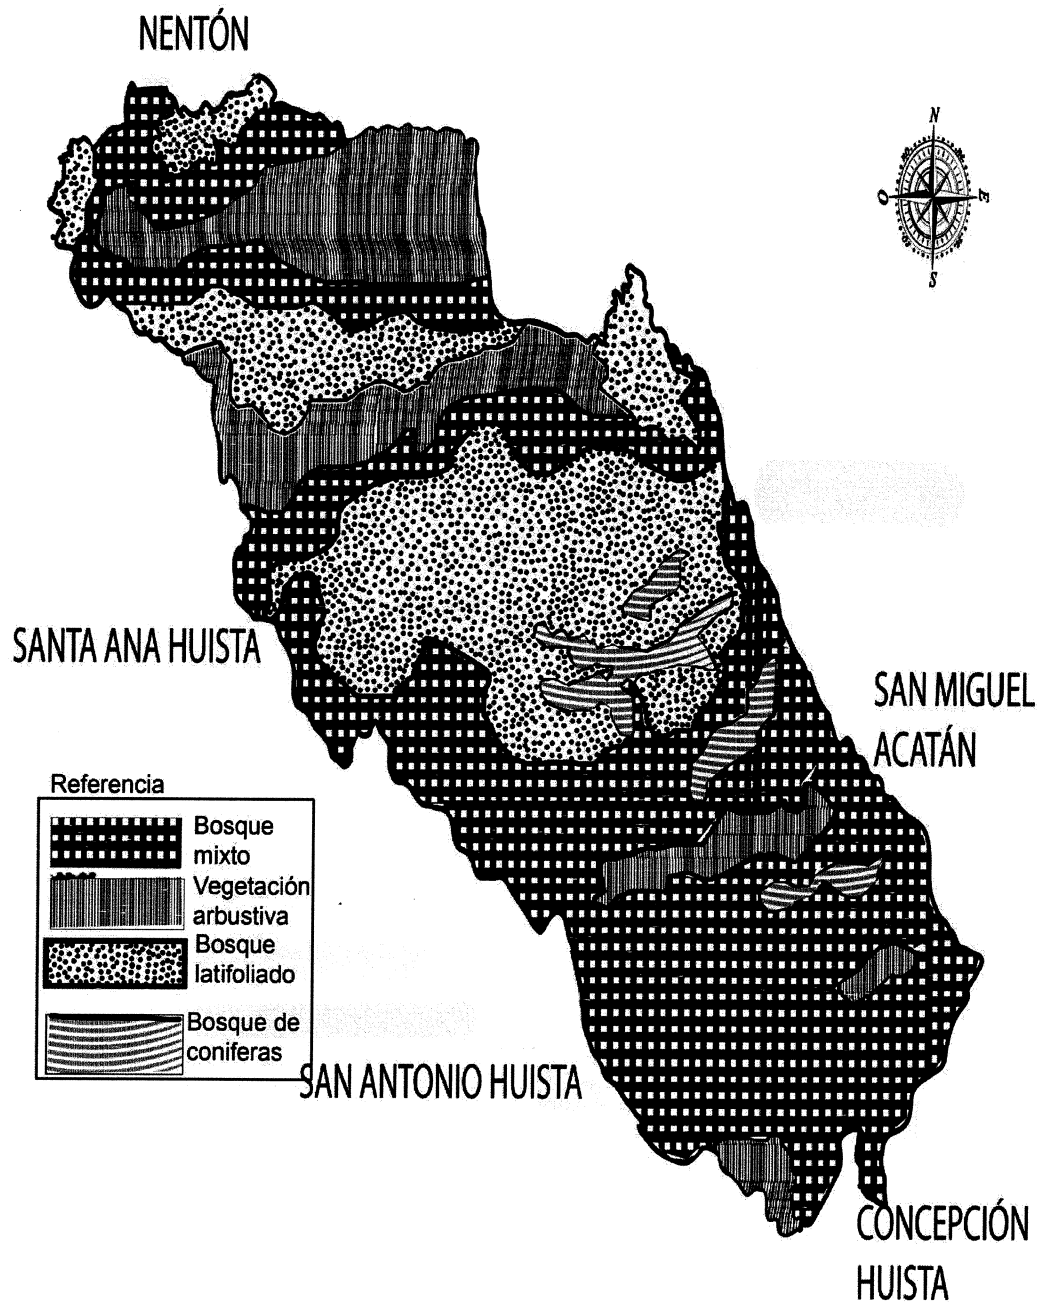 NENTÓN
N
O
E
S
SANTA ANA HUISTA
SAN MIGUEL
ACATÁN
Referencia
Bosque
mixto
Vegetación
arbustiva
Bosque
latifoliado
Bosque de
coniferas
SAN ANTONIO HUISTA
CONCEPCIÓN
HUISTA